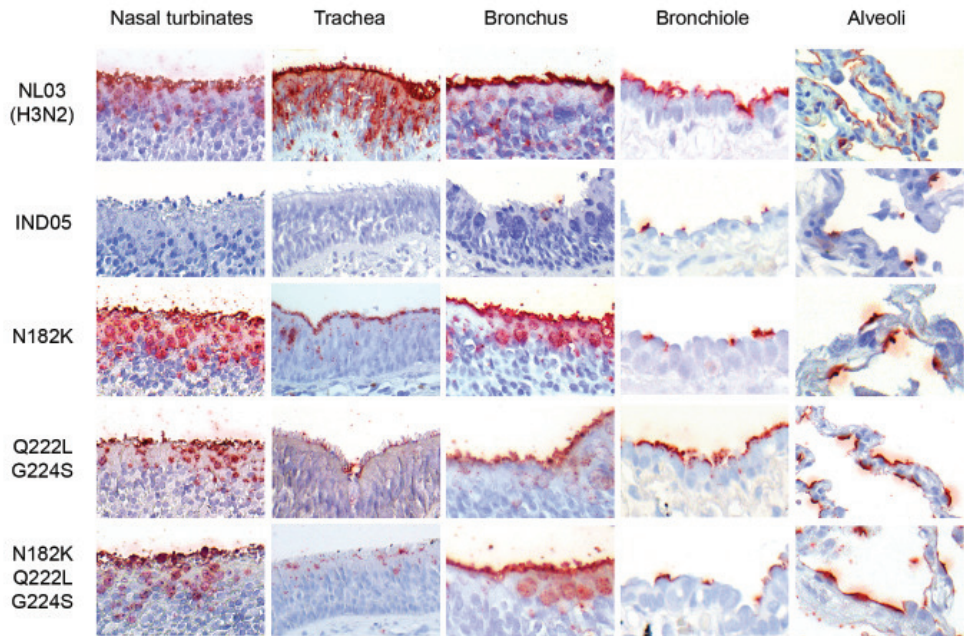 Nasal turbinates Trachea Bronchus Bronchiole Alveoli
NL03
(H3N2)
IND05
N182K
Q222L
G224S
N182K
Q222L
G224S